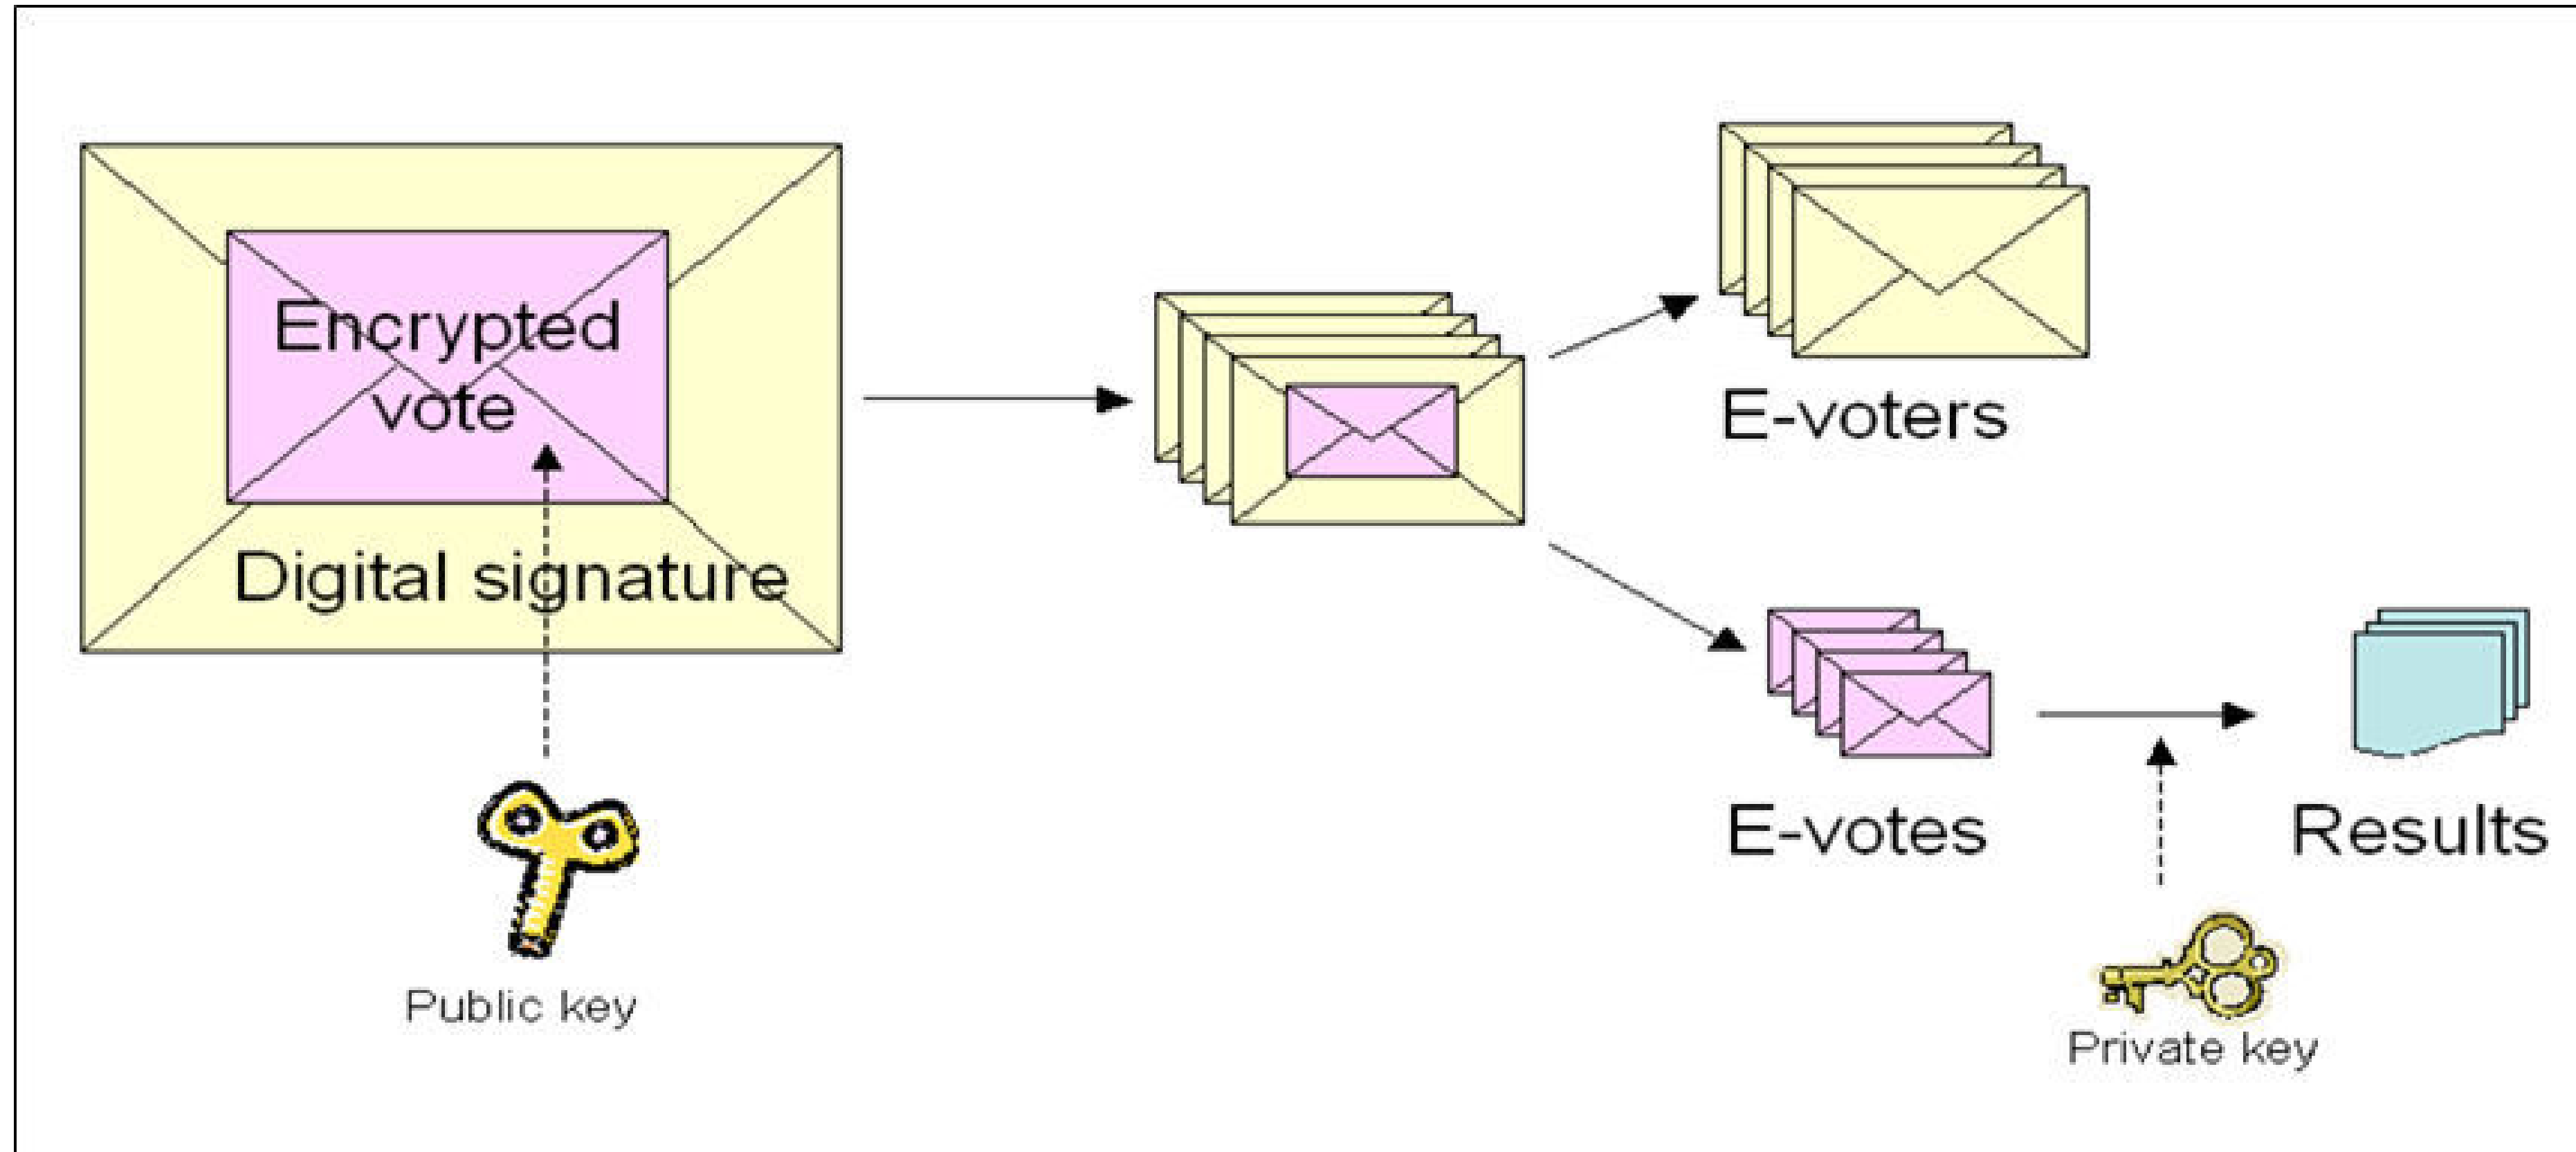 Encrypted
vote
Digital signature
Public key
E-voters
E-votes
Results
Private key